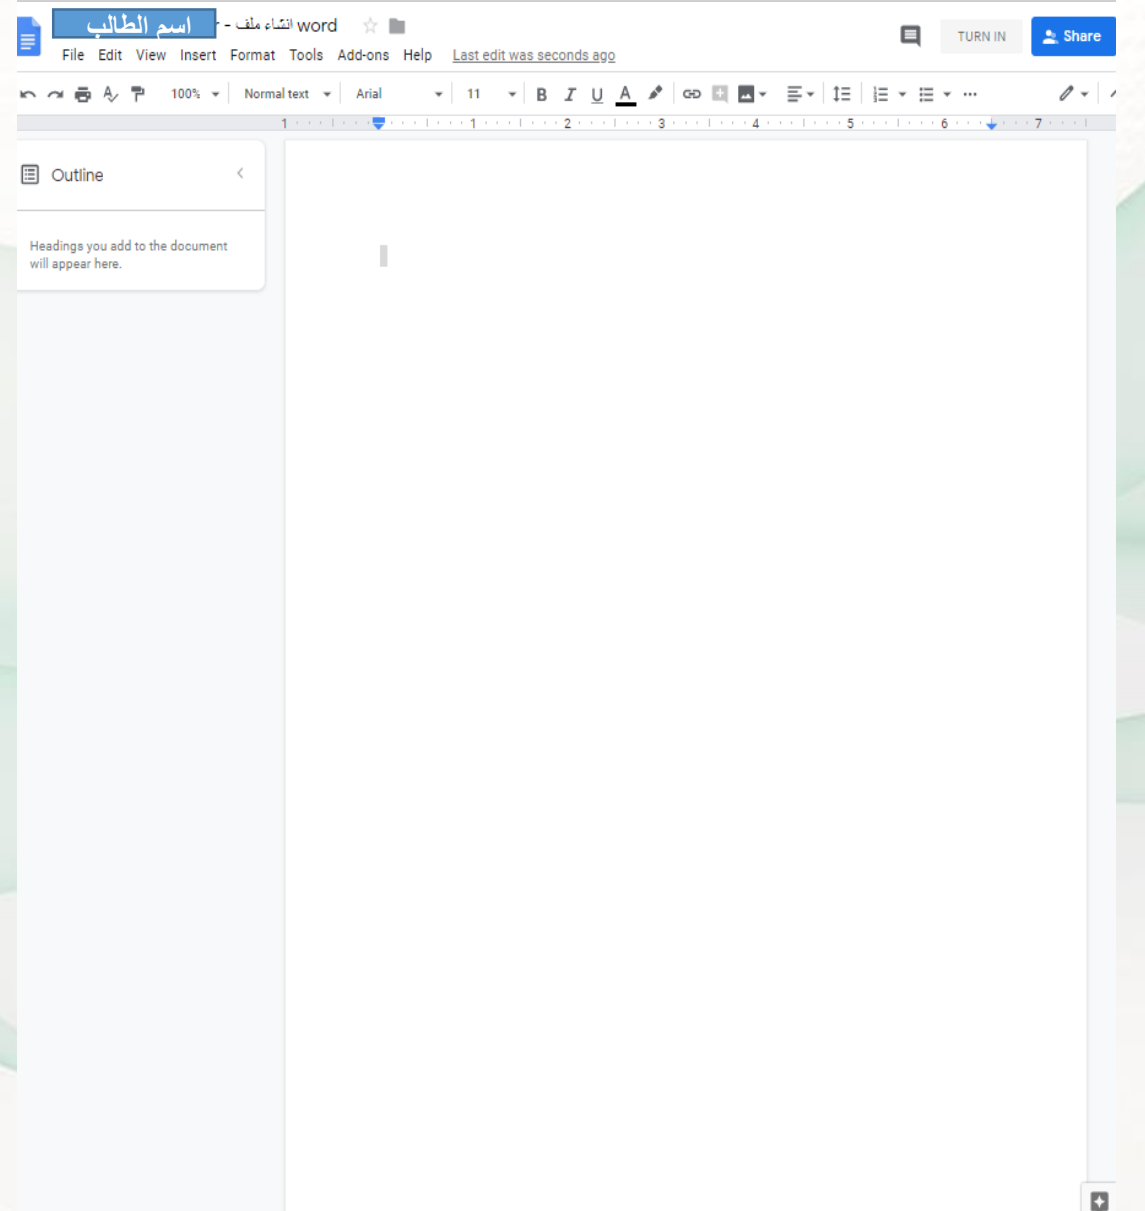 اسم الطالب - انشاء ملف word
TURN IN Share
File Edit View Insert Format Tools Add-ons Help Last edit was seconds ago
100% Normal text Arial 11 B I U A
1 1 2 3 4 5 6 7
Outline
Headings you add to the document
will appear here.